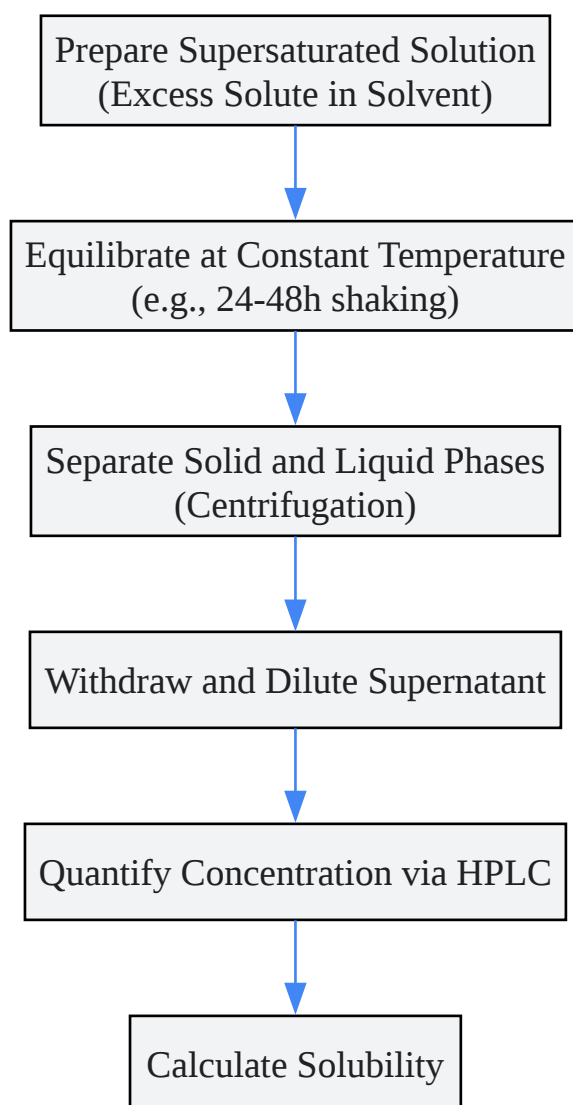 Prepare Supersaturated Solution
(Excess Solute in Solvent)
Equilibrate at Constant Temperature
(e.g., 24-48h shaking)
Separate Solid and Liquid Phases
(Centrifugation)
Withdraw and Dilute Supernatant
Quantify Concentration via HPLC
Calculate Solubility